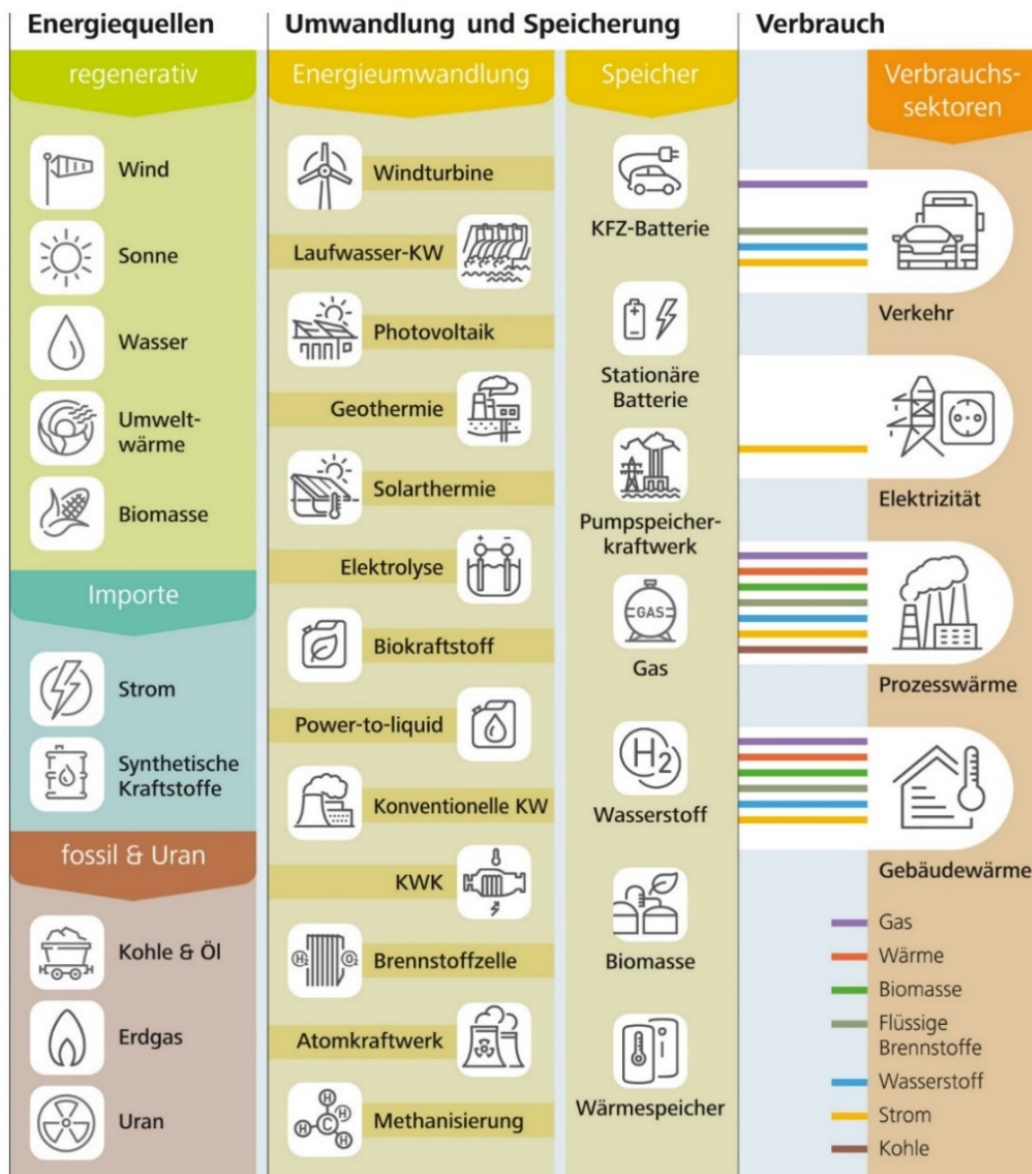 Energiequellen
Umwandlung und Speicherung
Verbrauch
regenerativ
Wind
Sonne
Wasser
Umwelt-
wärme
Biomasse
Importe
Strom
Synthetische
Kraftstoffe
fossil & Uran
Kohle & Öl
Erdgas
Uran
Energieumwandlung
Windturbine
Laufwasser-KW
Photovoltaik
Geothermie
Solarthermie
+ −
Elektrolyse
Biokraftstoff
Power-to-liquid
Konventionelle KW
KWK
H₂ O₂
Brennstoffzelle
Atomkraftwerk
H
H
H C
H
Methanisierung
Speicher
KFZ-Batterie
+
Stationäre
Batterie
Pumpspeicher-
kraftwerk
GAS
Gas
H₂
Wasserstoff
Biomasse
Wärmespeicher
Verbrauchs-
sektoren
Verkehr
Elektrizität
Prozesswärme
Gebäudewärme
Gas
Wärme
Biomasse
Flüssige
Brennstoffe
Wasserstoff
Strom
Kohle